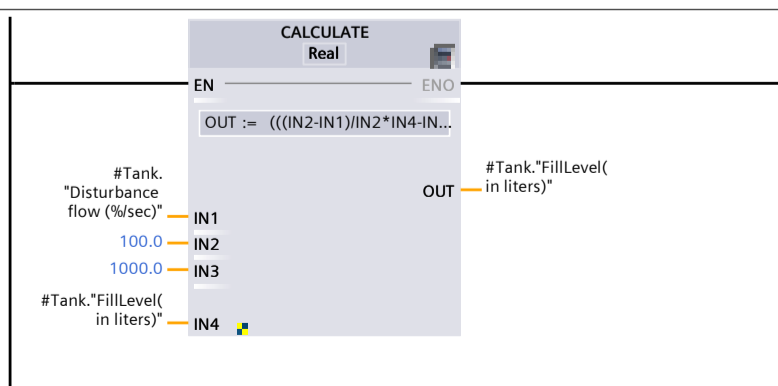 CALCULATE
Real
EN
ENO
OUT := (((IN2-IN1)/IN2*IN4-IN...
#Tank.
"Disturbance
flow (%/sec)"
IN1
100.0
IN2
1000.0
IN3
#Tank."FillLevel(
in liters)"
IN4
OUT
#Tank."FillLevel(
in liters)"